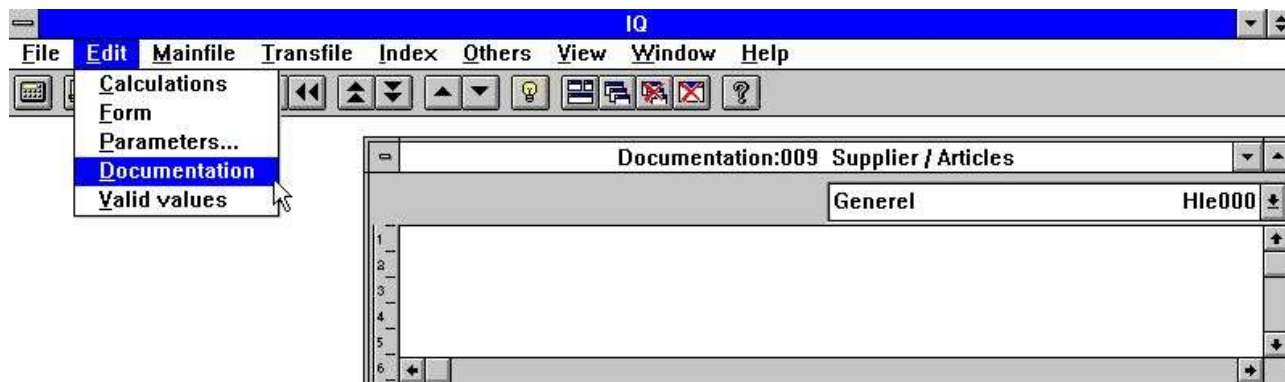 IQ
File Edit Mainfile Transfile Index Others View Window Help
Calculations
Form
Parameters...
Documentation
Valid values
?
Documentation:009 Supplier / Articles
Generel Hle000
1
2
3
4
5
6